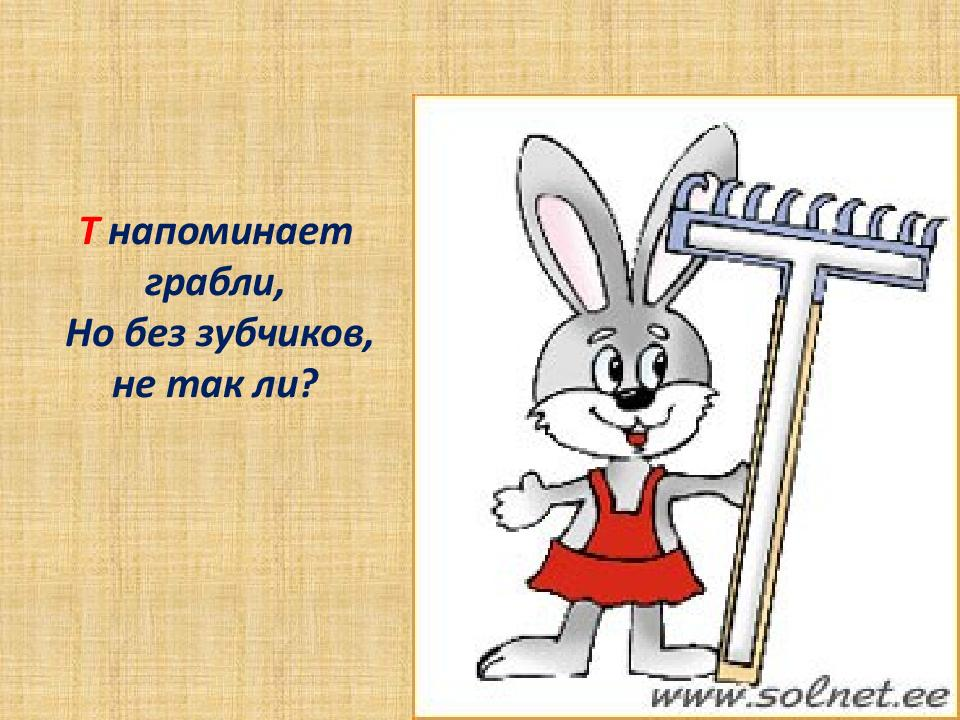 Т напоминает
грабли,
Но без зубчиков,
не так ли?
www.solnet.ee